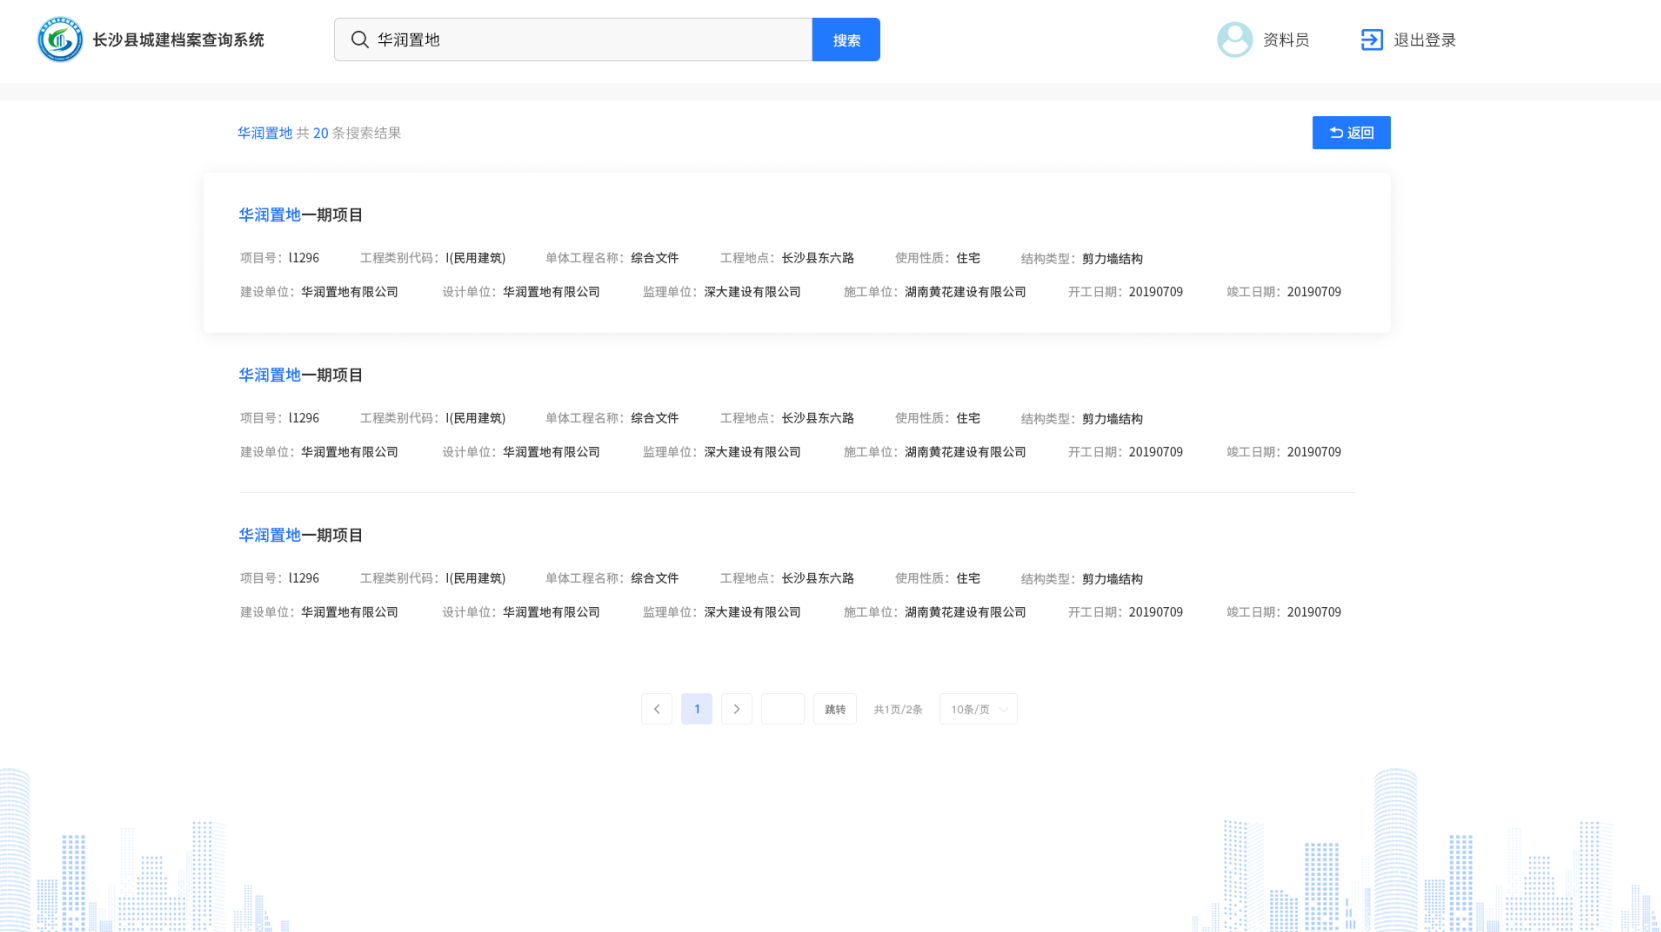 长沙县城建档案查询系统 华润置地 搜索 资料员 退出登录
华润置地 共 20 条搜索结果 返回
华润置地一期项目
项目号：l1296 工程类别代码：I(民用建筑) 单体工程名称：综合文件 工程地点：长沙县东六路 使用性质：住宅 结构类型：剪力墙结构
建设单位：华润置地有限公司 设计单位：华润置地有限公司 监理单位：深大建设有限公司 施工单位：湖南黄花建设有限公司 开工日期：20190709 竣工日期：20190709
华润置地一期项目
项目号：l1296 工程类别代码：I(民用建筑) 单体工程名称：综合文件 工程地点：长沙县东六路 使用性质：住宅 结构类型：剪力墙结构
建设单位：华润置地有限公司 设计单位：华润置地有限公司 监理单位：深大建设有限公司 施工单位：湖南黄花建设有限公司 开工日期：20190709 竣工日期：20190709
华润置地一期项目
项目号：l1296 工程类别代码：I(民用建筑) 单体工程名称：综合文件 工程地点：长沙县东六路 使用性质：住宅 结构类型：剪力墙结构
建设单位：华润置地有限公司 设计单位：华润置地有限公司 监理单位：深大建设有限公司 施工单位：湖南黄花建设有限公司 开工日期：20190709 竣工日期：20190709
1 跳转 共1页/2条 10条/页